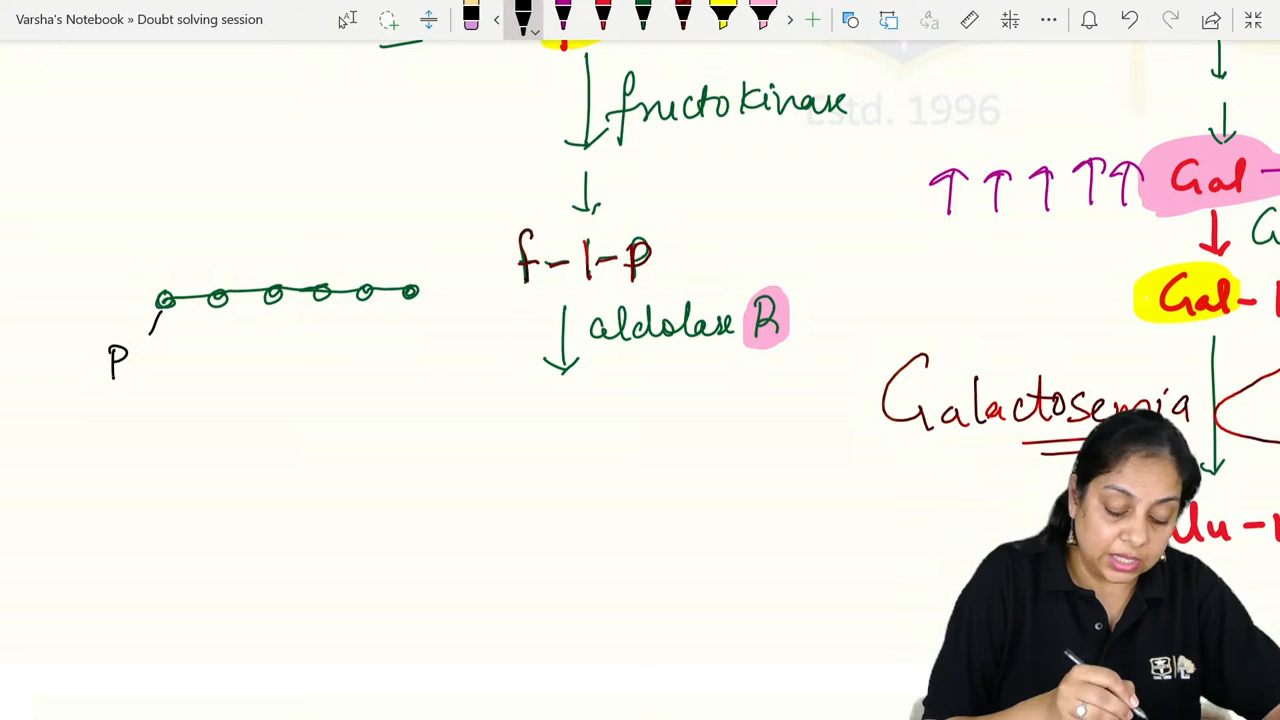 Varsha's Notebook » Doubt solving session
Estd. 1996
fructokinase
Gal-
f-1-p
Gal-
aldolase B
P
Galactosemia